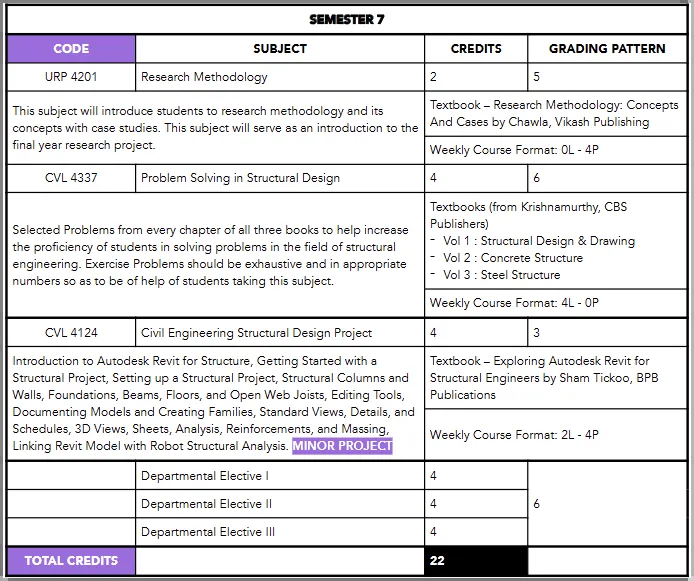 SEMESTER 7
CODE SUBJECT CREDITS GRADING PATTERN
URP 4201 Research Methodology 2 5
This subject will introduce students to research methodology and its
concepts with case studies. This subject will serve as an introduction to the
final year research project.
Textbook – Research Methodology: Concepts
And Cases by Chawla, Vikash Publishing
Weekly Course Format: 0L - 4P
CVL 4337 Problem Solving in Structural Design 4 6
Selected Problems from every chapter of all three books to help increase
the proficiency of students in solving problems in the field of structural
engineering. Exercise Problems should be exhaustive and in appropriate
numbers so as to be of help of students taking this subject.
Textbooks (from Krishnamurthy, CBS
Publishers)
- Vol 1 : Structural Design & Drawing
- Vol 2 : Concrete Structure
- Vol 3 : Steel Structure
Weekly Course Format: 4L - 0P
CVL 4124 Civil Engineering Structural Design Project 4 3
Introduction to Autodesk Revit for Structure, Getting Started with a
Structural Project, Setting up a Structural Project, Structural Columns and
Walls, Foundations, Beams, Floors, and Open Web Joists, Editing Tools,
Documenting Models and Creating Families, Standard Views, Details, and
Schedules, 3D Views, Sheets, Analysis, Reinforcements, and Massing,
Linking Revit Model with Robot Structural Analysis. MINOR PROJECT
Textbook – Exploring Autodesk Revit for
Structural Engineers by Sham Tickoo, BPB
Publications
Weekly Course Format: 2L - 4P
Departmental Elective I 4
Departmental Elective II 4 6
Departmental Elective III 4
TOTAL CREDITS 22